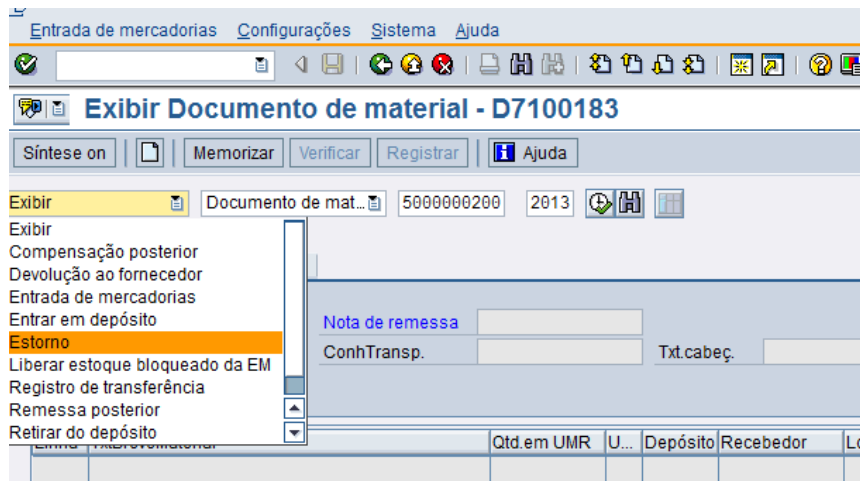 Entrada de mercadorias Configurações Sistema Ajuda
Exibir Documento de material - D7100183
Síntese on Memorizar Verificar Registrar Ajuda
Exibir Documento de mat... 5000000200 2013
Exibir
Compensação posterior
Devolução ao fornecedor
Entrada de mercadorias
Entrar em depósito
Nota de remessa
Estorno
ConhTransp. Txt.cabeç.
Liberar estoque bloqueado da EM
Registro de transferência
Remessa posterior
Retirar do depósito
Qtd.em UMR U... Depósito Recebedor